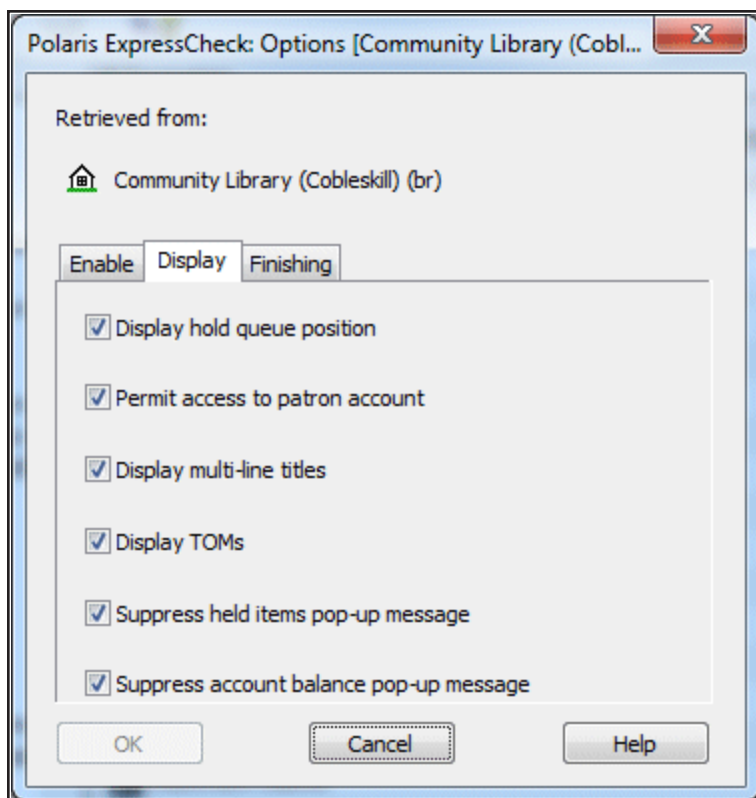 Polaris ExpressCheck: Options [Community Library (Cobl...
Retrieved from:
Community Library (Cobleskill) (br)
Enable Display Finishing
Display hold queue position
Permit access to patron account
Display multi-line titles
Display TOMs
Suppress held items pop-up message
Suppress account balance pop-up message
OK Cancel Help